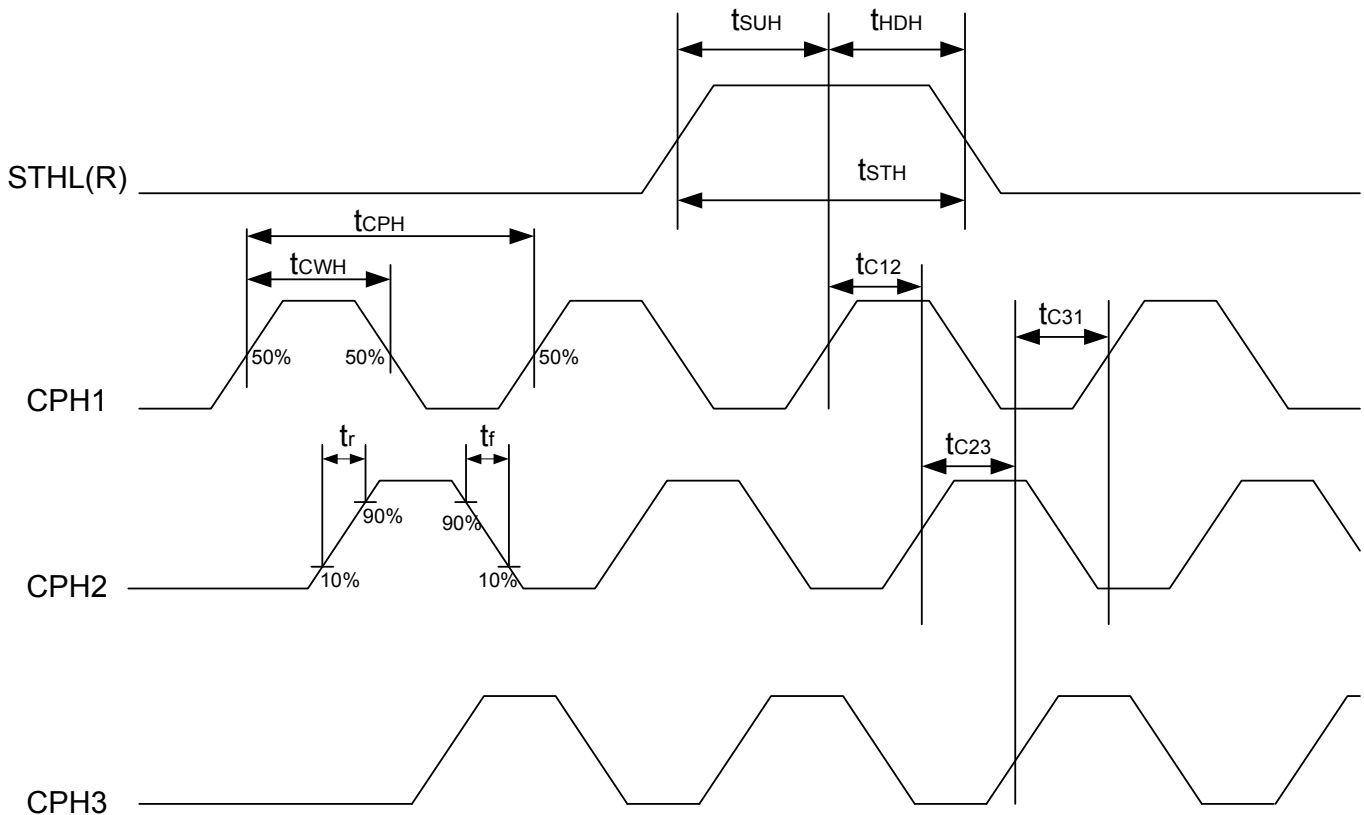 tSUH
tHDH
STHL(R)
tSTH
tCPH
tCWH
tC12
tC31
50%
50%
50%
CPH1
tr
tf
tC23
90%
90%
10%
10%
CPH2
CPH3